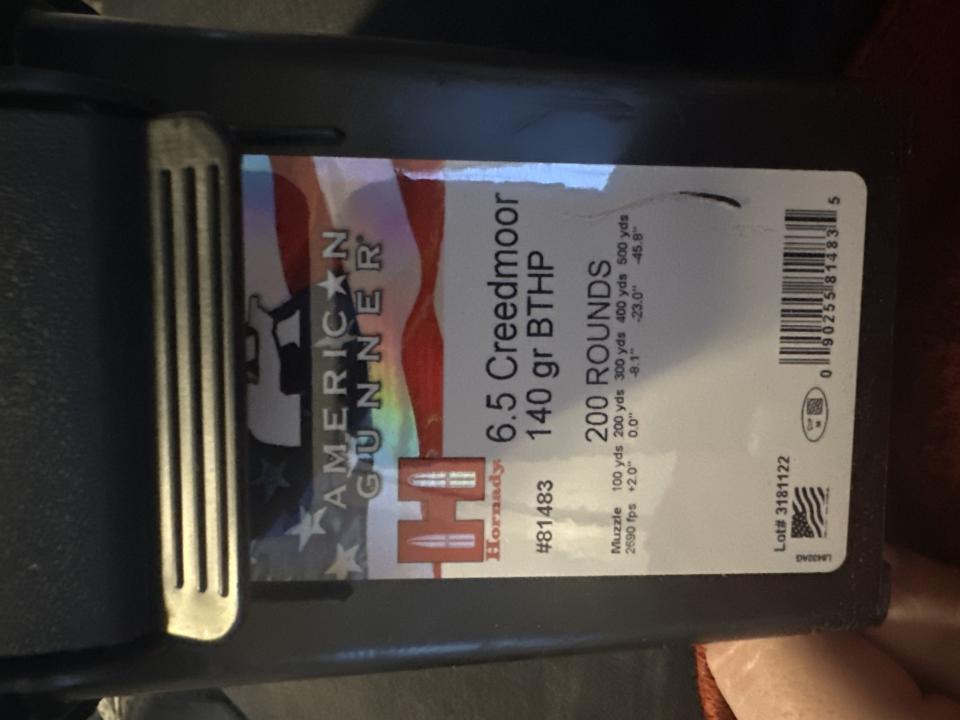 AMERICAN
GUNNER®
Hornady.
6.5 Creedmoor
#81483
140 gr BTHP
200 ROUNDS
Muzzle 100 yds 200 yds 300 yds 400 yds 500 yds
2690 fps +2.0" 0.0" -8.1" -23.0" -45.8"
Lot# 3181122
0 90255 81483 5
L8432AG